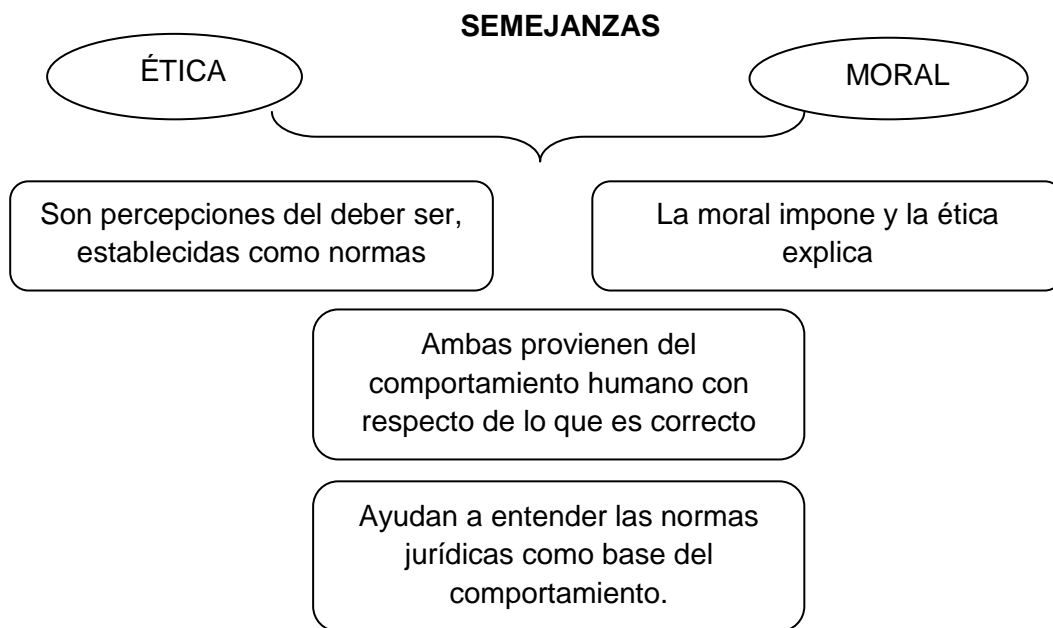 SEMEJANZAS
ÉTICA
MORAL
Son percepciones del deber ser,
establecidas como normas
La moral impone y la ética
explica
Ambas provienen del
comportamiento humano con
respecto de lo que es correcto
Ayudan a entender las normas
jurídicas como base del
comportamiento.